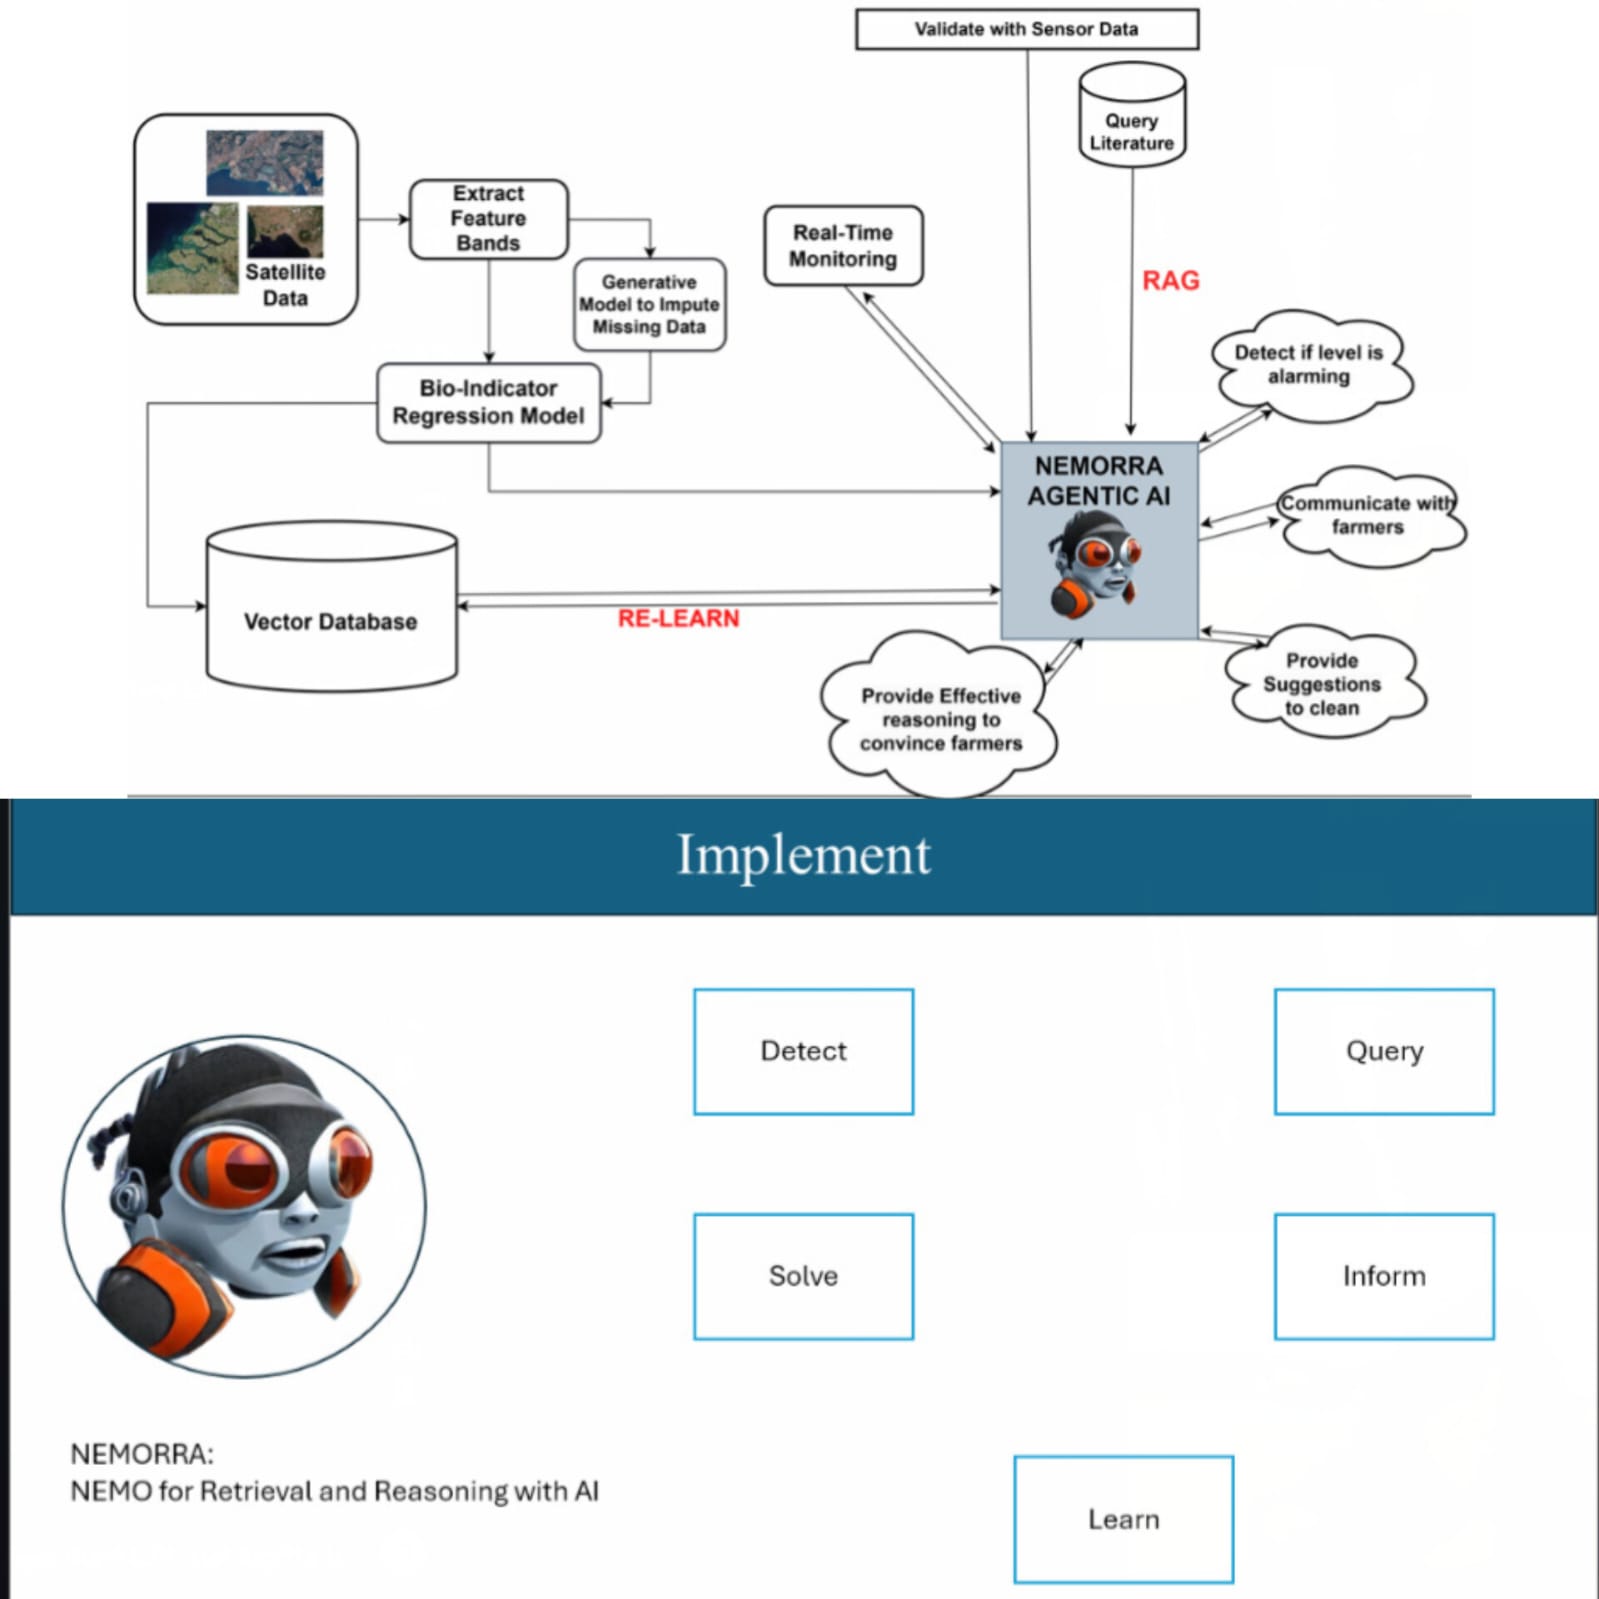 Validate with Sensor Data
Query
Literature
Satellite
Data
Extract
Feature
Bands
Generative
Model to Impute
Missing Data
Real-Time
Monitoring
RAG
Detect if level is
alarming
Bio-Indicator
Regression Model
NEMORRA
AGENTIC AI
Communicate with
farmers
Vector Database
RE-LEARN
Provide
Suggestions
to clean
Provide Effective
reasoning to
convince farmers
Implement
Detect
Query
Solve
Inform
NEMORRA:
NEMO for Retrieval and Reasoning with AI
Learn